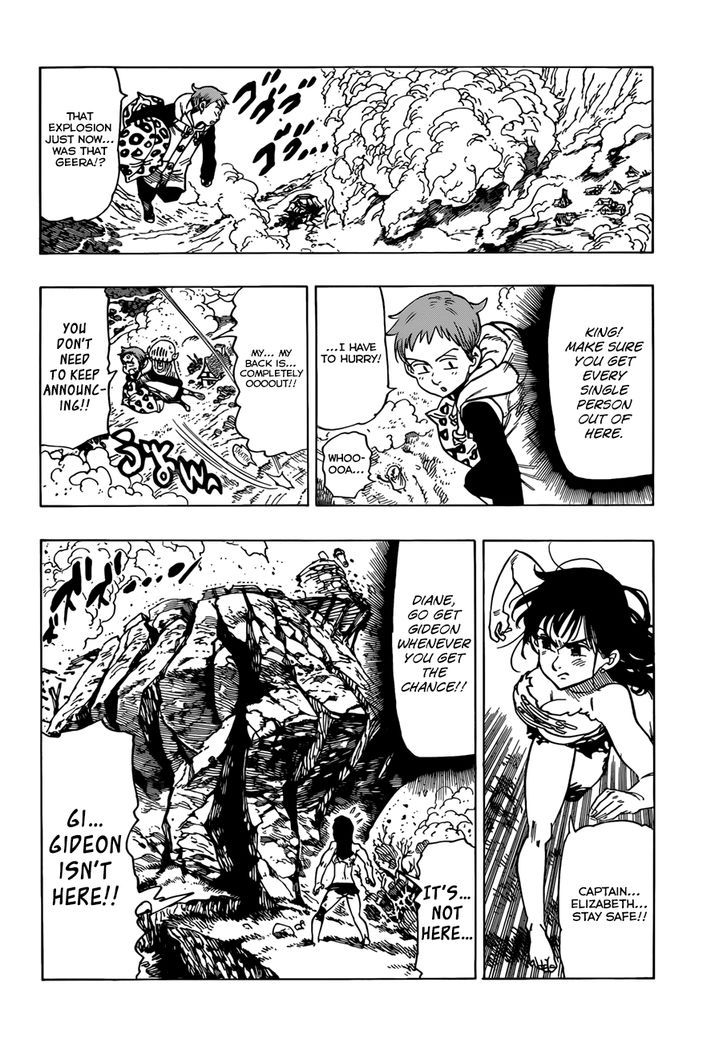 THAT
EXPLOSION
JUST NOW...
WAS THAT
GEERA!?
KING!
MAKE SURE
YOU GET
EVERY
SINGLE
PERSON
OUT OF
HERE.
...I HAVE
TO HURRY!
WHOO-
OOA...
MY... MY
BACK IS...
COMPLETELY
OOOOUT!!
YOU
DON'T
NEED
TO KEEP
ANNOUNC-
ING!!
CAPTAIN...
ELIZABETH...
STAY SAFE!!
DIANE,
GO GET
GIDEON
WHENEVER
YOU GET
THE
CHANCE!!
IT'S...
NOT
HERE...
GI...
GIDEON
ISN'T
HERE!!